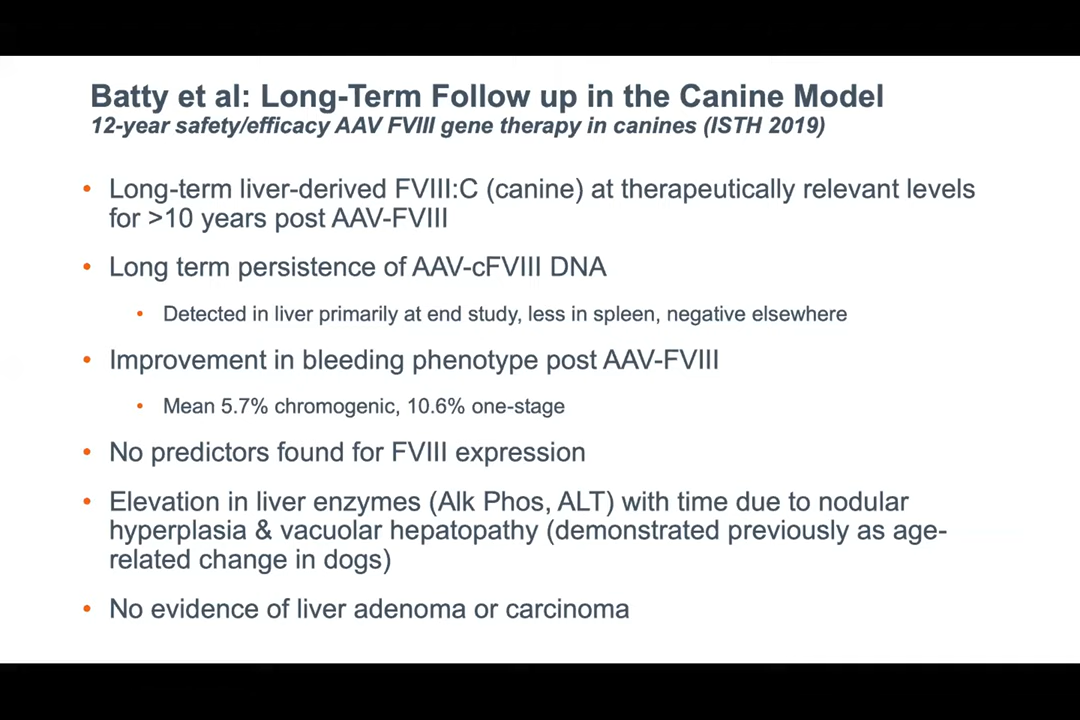 Batty et al: Long-Term Follow up in the Canine Model
12-year safety/efficacy AAV FVIII gene therapy in canines (ISTH 2019)
• Long-term liver-derived FVIII:C (canine) at therapeutically relevant levels
for >10 years post AAV-FVIII
• Long term persistence of AAV-cFVIII DNA
• Detected in liver primarily at end study, less in spleen, negative elsewhere
• Improvement in bleeding phenotype post AAV-FVIII
• Mean 5.7% chromogenic, 10.6% one-stage
• No predictors found for FVIII expression
• Elevation in liver enzymes (Alk Phos, ALT) with time due to nodular
hyperplasia & vacuolar hepatopathy (demonstrated previously as age-
related change in dogs)
• No evidence of liver adenoma or carcinoma